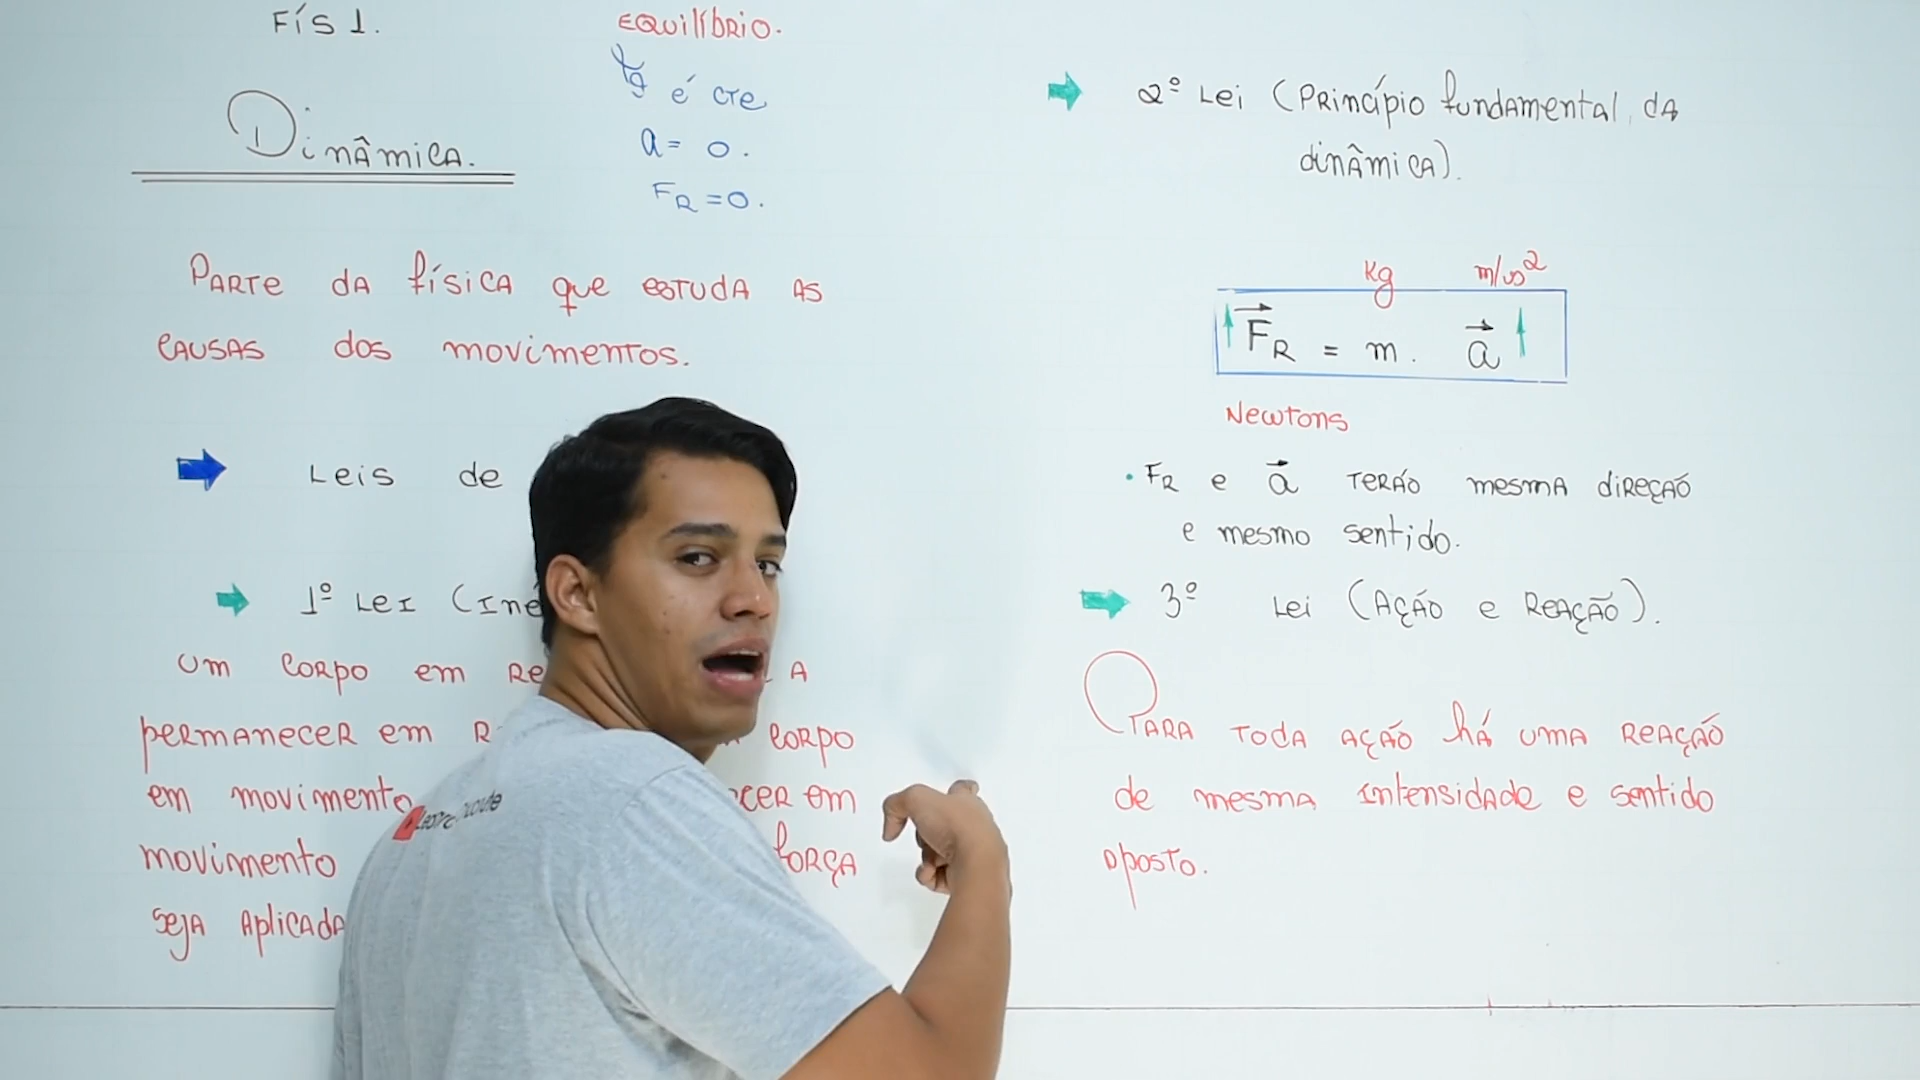 Fís 1.
Dinâmica.
Parte da física que estuda as
causas dos movimentos.
Leis de
1º Lei (Iné
um corpo em re a
permanecer em r corpo
em movimento cer em
movimento força
seja aplicada
Equilíbrio.
é cte
a = 0.
FR = 0.
2º Lei (Princípio fundamental da
dinâmica).
kg m/s²
FR = m . a
Newtons
• FR e a terão mesma direção
e mesmo sentido.
3º Lei (Ação e Reação).
Para toda ação há uma reação
de mesma intensidade e sentido
oposto.